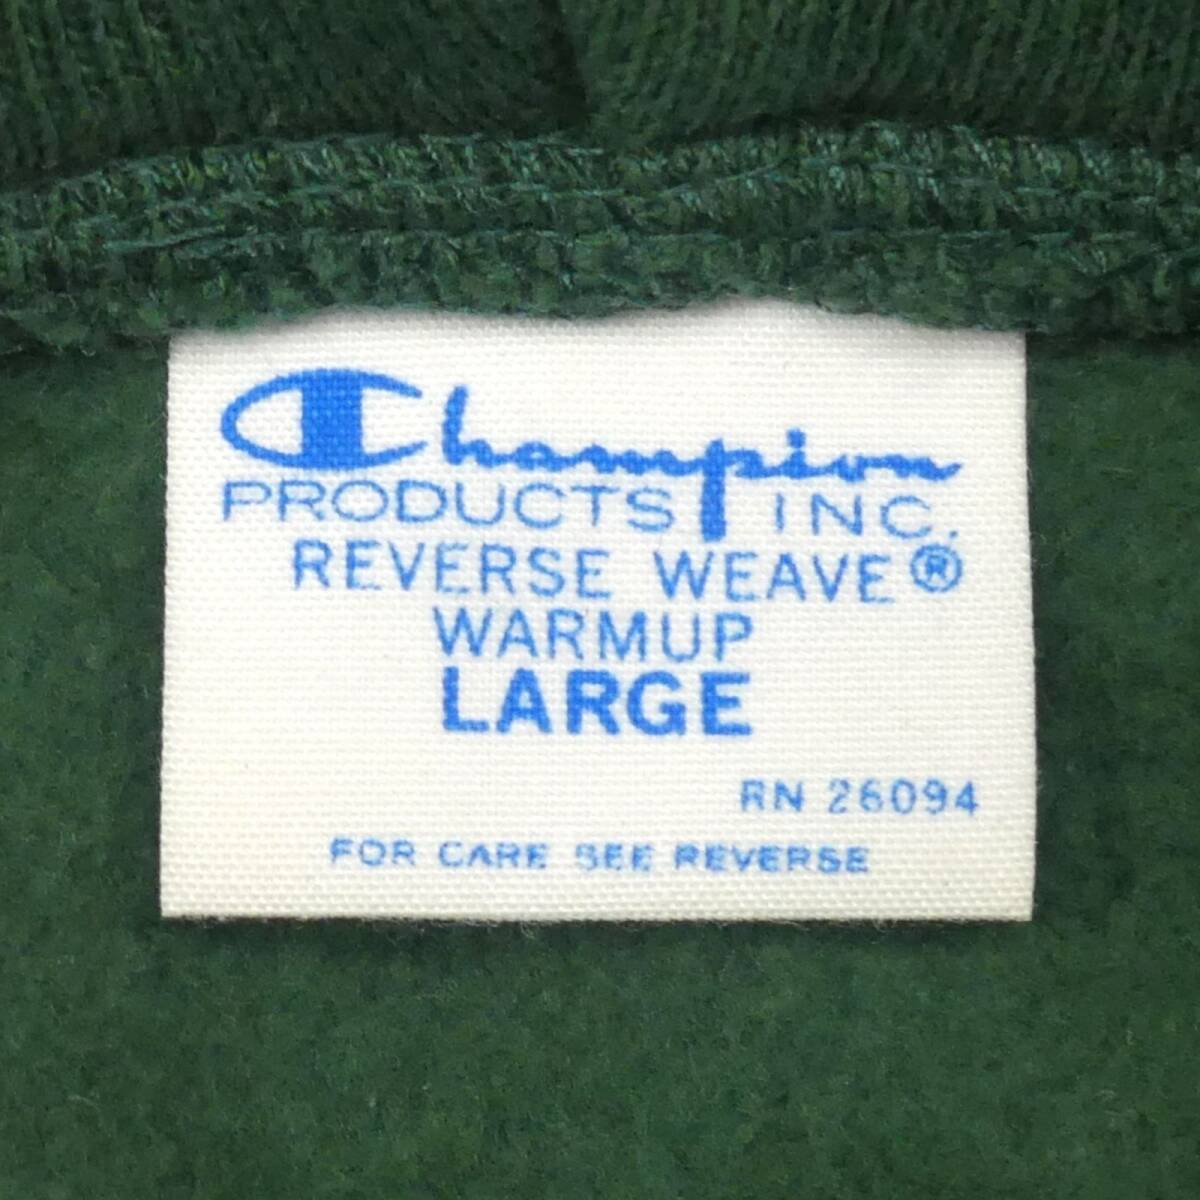 Champion
PRODUCTS INC.
REVERSE WEAVE®
WARMUP
LARGE
RN 26094
FOR CARE SEE REVERSE